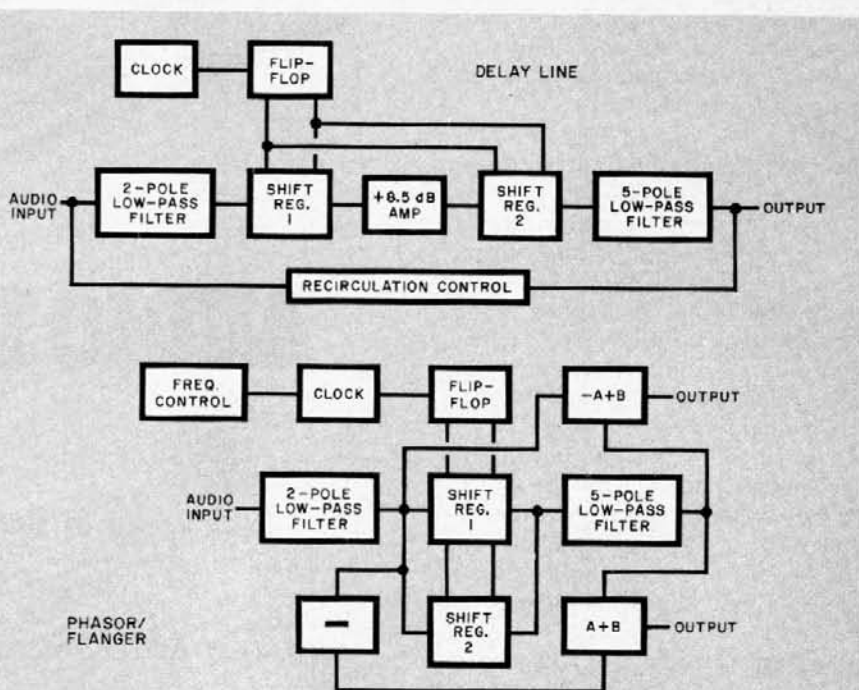 CLOCK
FLIP-
FLOP
DELAY LINE
AUDIO
INPUT
2-POLE
LOW-PASS
FILTER
SHIFT
REG.
1
+8.5 dB
AMP
SHIFT
REG.
2
5-POLE
LOW-PASS
FILTER
OUTPUT
RECIRCULATION CONTROL
FREQ.
CONTROL
CLOCK
FLIP-
FLOP
-A+B
OUTPUT
AUDIO
INPUT
2-POLE
LOW-PASS
FILTER
SHIFT
REG.
1
5-POLE
LOW-PASS
FILTER
PHASOR/
FLANGER
−
SHIFT
REG.
2
A+B
OUTPUT